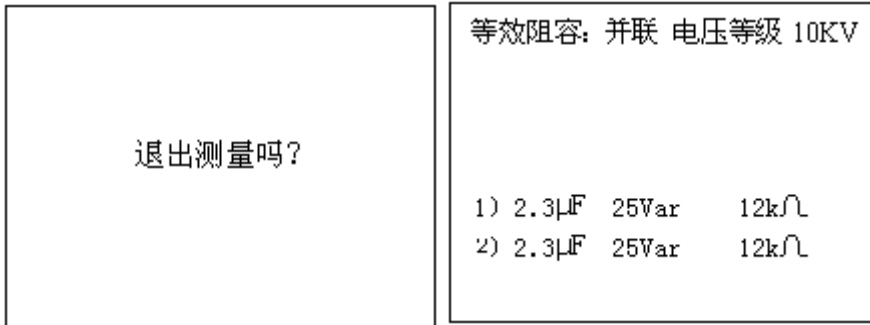 退出测量吗?
等效阻容: 并联 电压等级 10KV
1) 2.3μF 25Var 12kΩ
2) 2.3μF 25Var 12kΩ